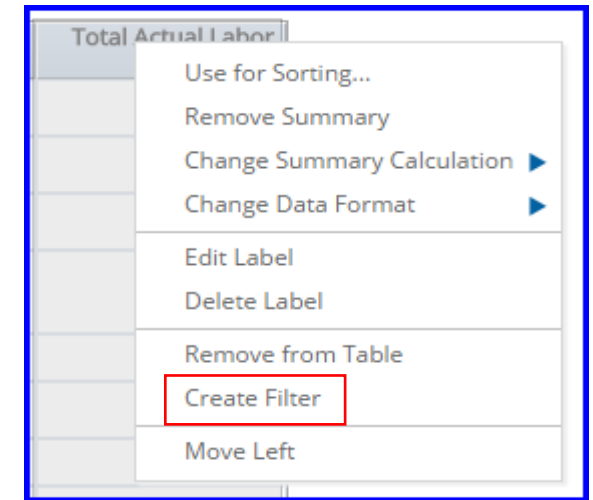 Total Actual Labor
Use for Sorting...
Remove Summary
Change Summary Calculation
Change Data Format
Edit Label
Delete Label
Remove from Table
Create Filter
Move Left